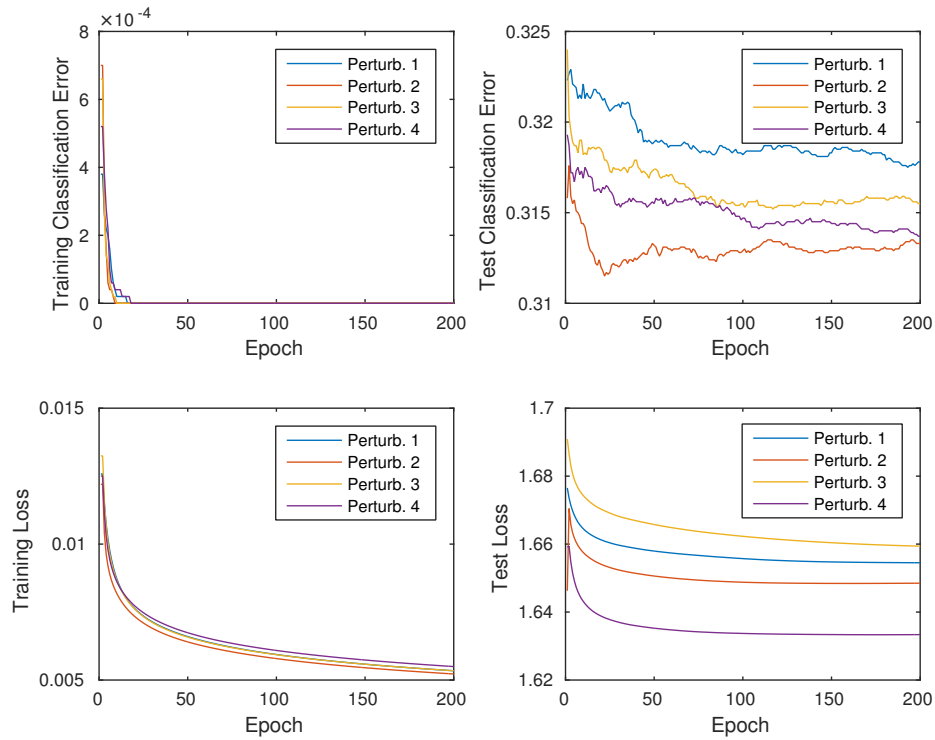 ×10⁻⁴
8
6
4
2
0
0
50
100
150
200
Training Classification Error
Epoch
Perturb. 1
Perturb. 2
Perturb. 3
Perturb. 4
0.325
0.32
0.315
0.31
0
50
100
150
200
Test Classification Error
Epoch
Perturb. 1
Perturb. 2
Perturb. 3
Perturb. 4
0.015
0.01
0.005
0
50
100
150
200
Training Loss
Epoch
Perturb. 1
Perturb. 2
Perturb. 3
Perturb. 4
1.7
1.68
1.66
1.64
1.62
0
50
100
150
200
Test Loss
Epoch
Perturb. 1
Perturb. 2
Perturb. 3
Perturb. 4